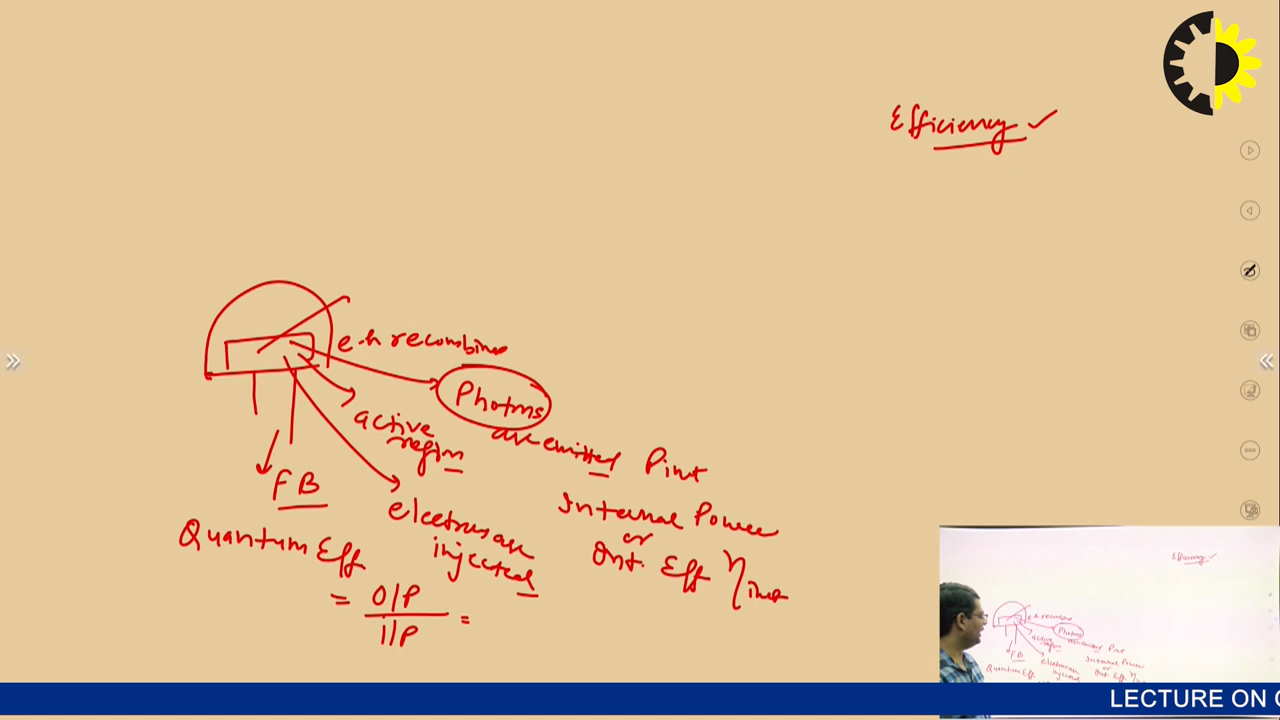 Efficiency ✓
e-h recombine
Photons
are emitted
Pint
active
region
FB
electrons are
injected
Internal Power
or
Int. Eff ηint
Quantum Eff
= O/P
I/P =
LECTURE ON